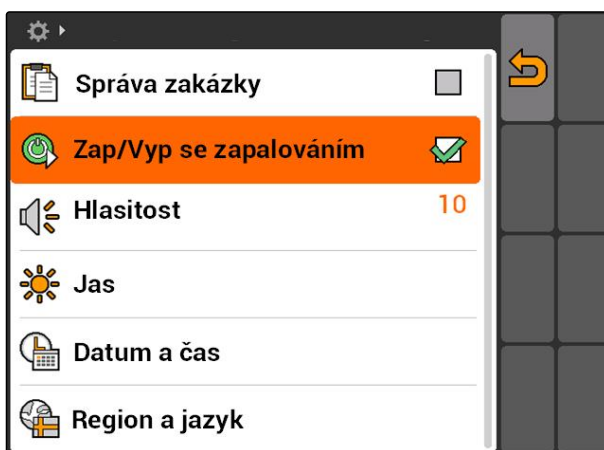 Správa zakázky
Zap/Vyp se zapalováním
Hlasitost 10
Jas
Datum a čas
Region a jazyk